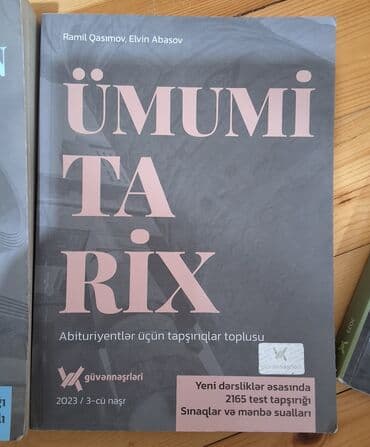 Ramil Qasımov, Elvin Abasov
ÜMUMİ
TA
RİX
Abituriyentlər üçün tapşırıqlar toplusu
güvənnəşrləri
2023 / 3-cü nəşr
Yeni dərsliklər əsasında
2165 test tapşırığı
Sınaqlar və mənbə sualları